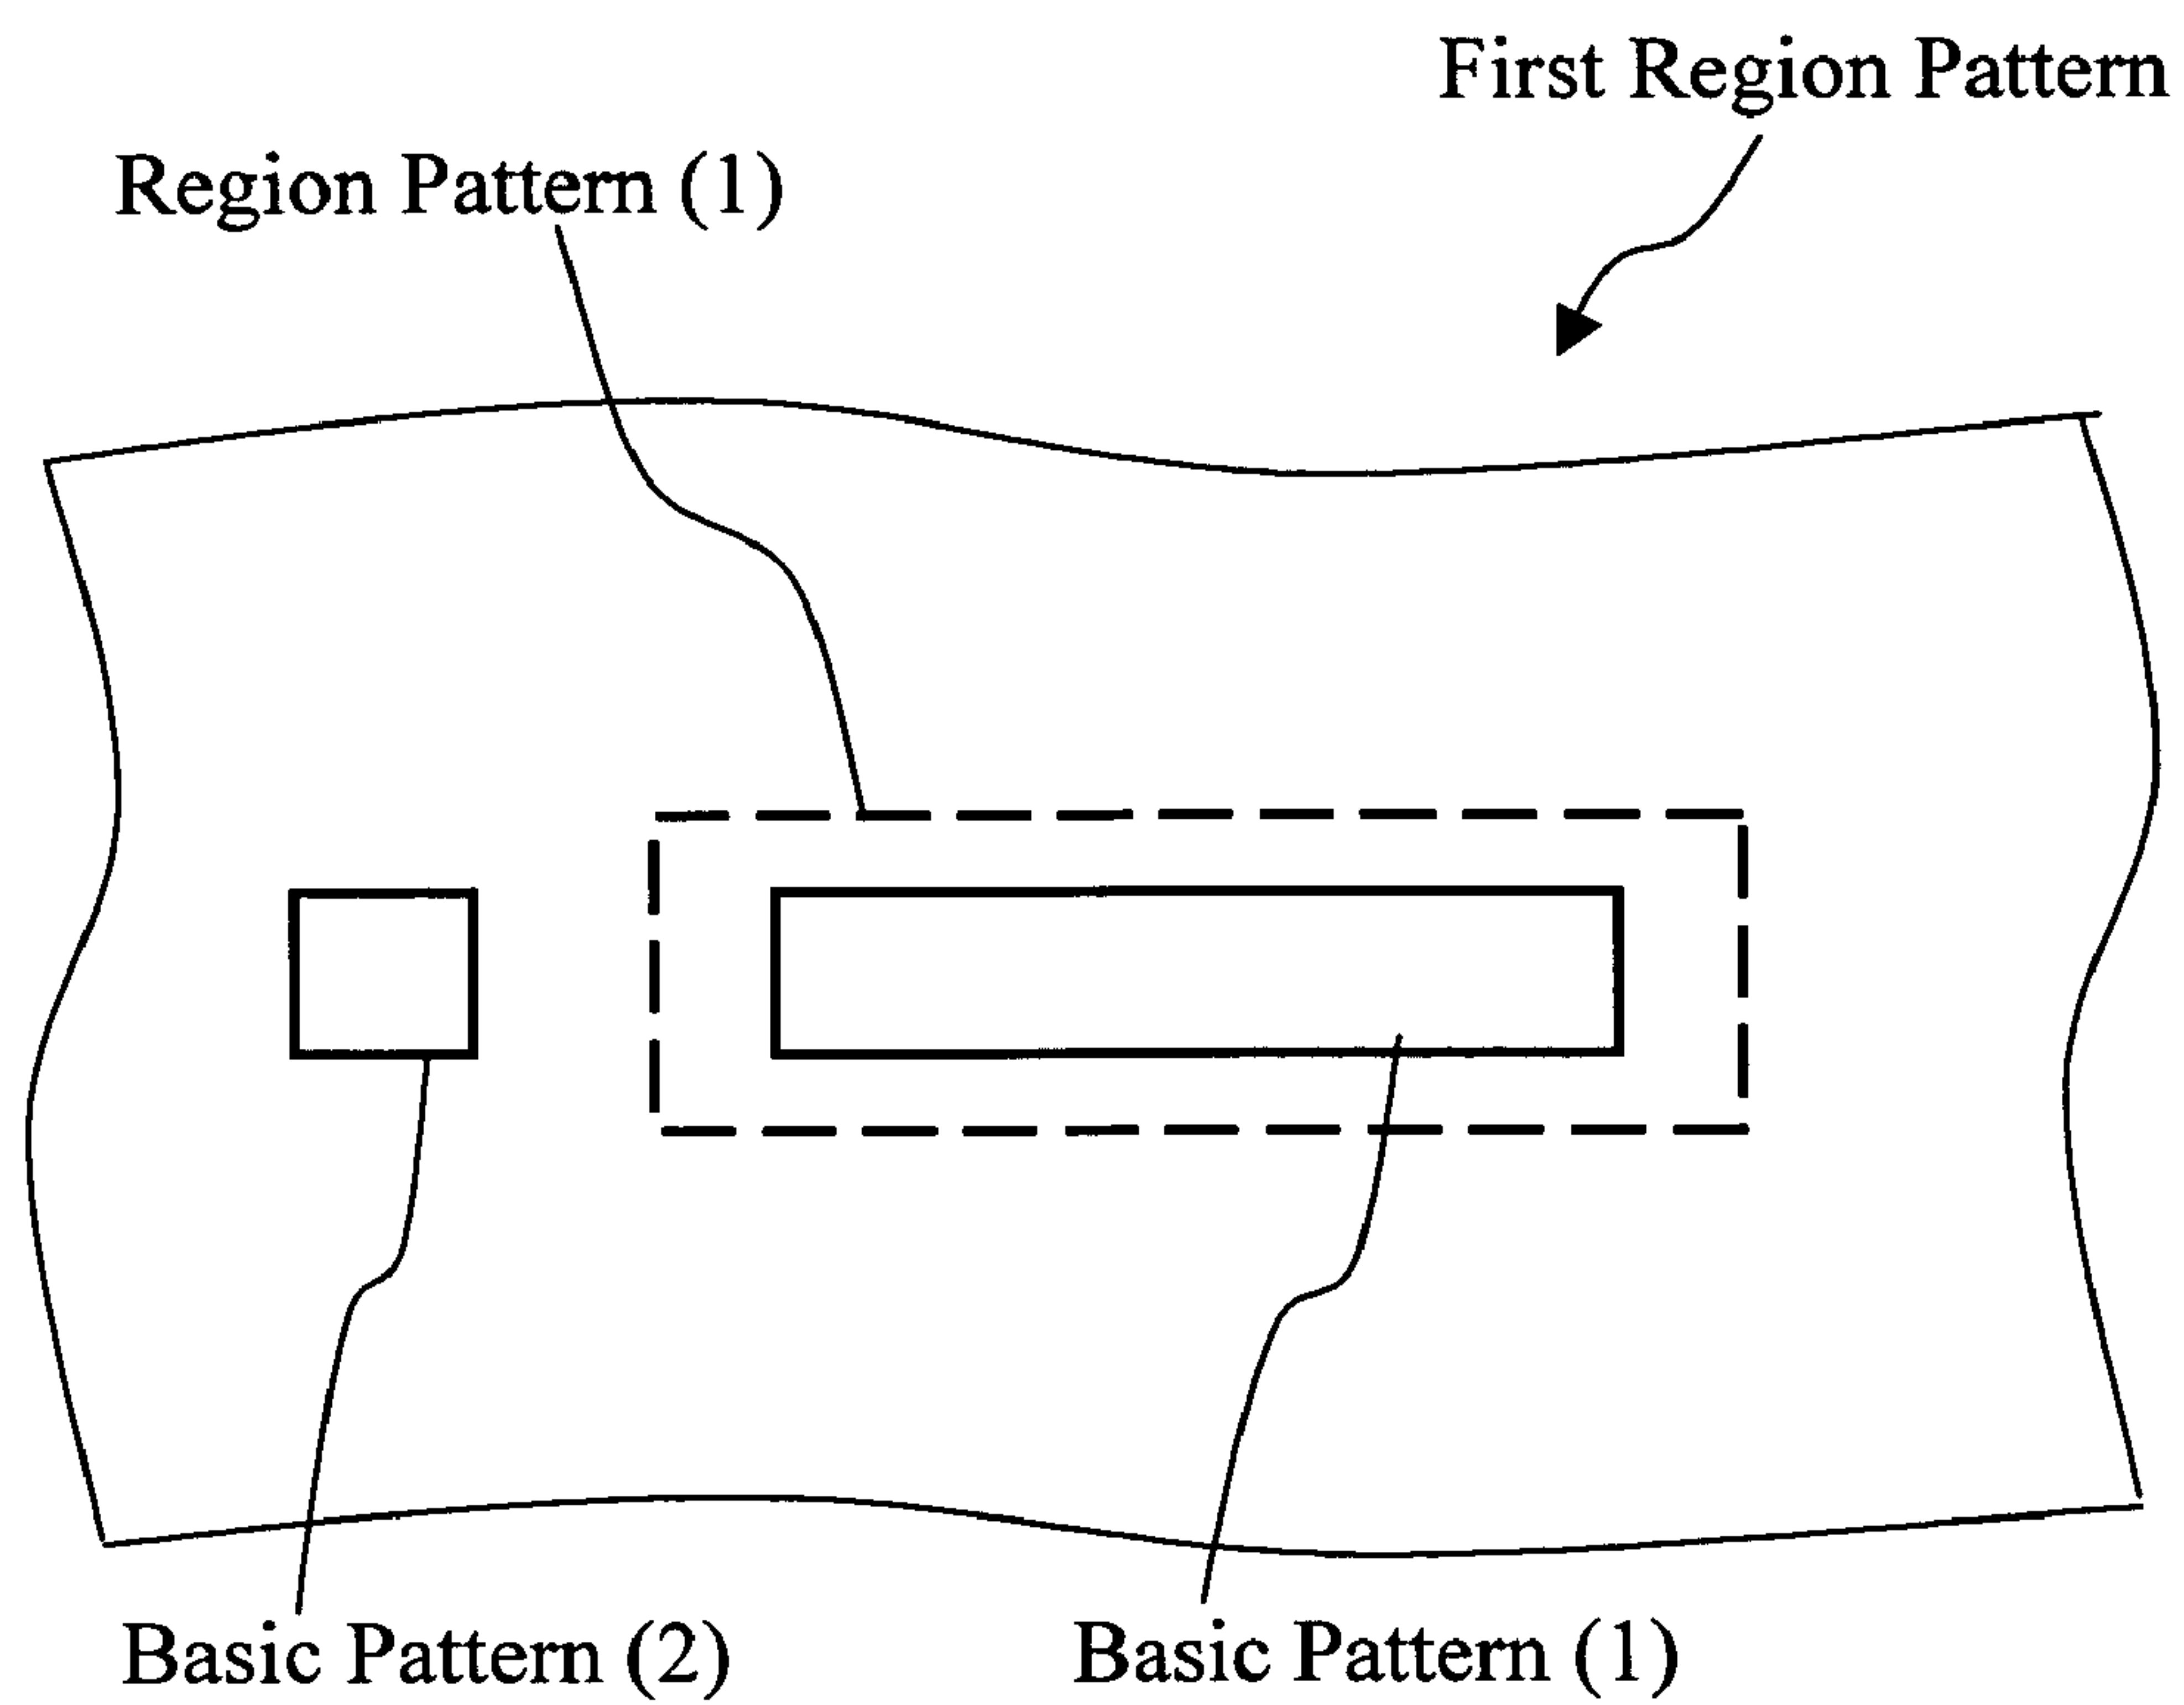 First Region Pattern
Region Pattern (1)
Basic Pattern (2)
Basic Pattern (1)